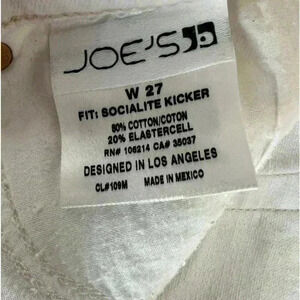 JOE'S
W 27
FIT: SOCIALITE KICKER
80% COTTON/COTON
20% ELASTERCELL
RN# 106214 CA# 35037
DESIGNED IN LOS ANGELES
CL#109M MADE IN MEXICO